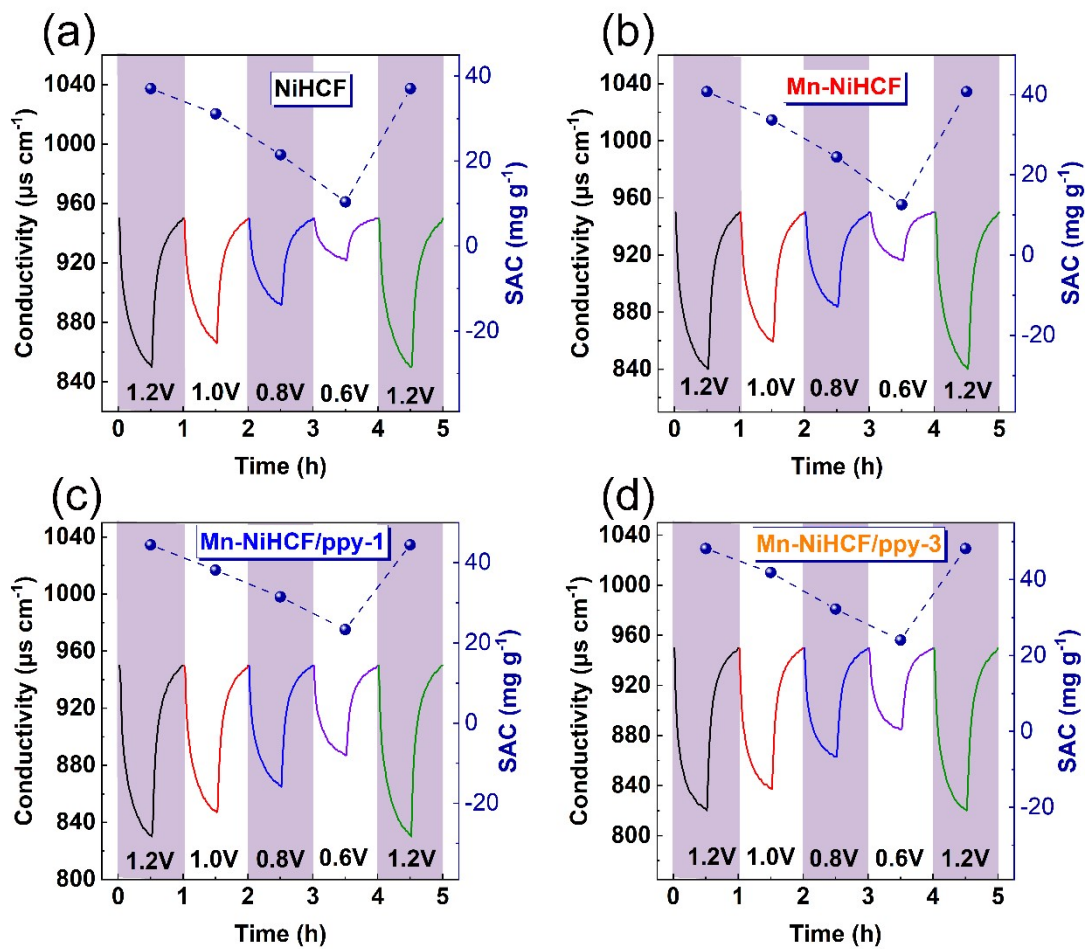 (a)
NiHCF
Conductivity (µs cm⁻¹)
1040
1000
960
920
880
840
40
20
0
-20
SAC (mg g⁻¹)
1.2V 1.0V 0.8V 0.6V 1.2V
0 1 2 3 4 5
Time (h)
(b)
Mn-NiHCF
Conductivity (µs cm⁻¹)
1040
1000
960
920
880
840
40
20
0
-20
SAC (mg g⁻¹)
1.2V 1.0V 0.8V 0.6V 1.2V
0 1 2 3 4 5
Time (h)
(c)
Mn-NiHCF/ppy-1
Conductivity (µs cm⁻¹)
1040
1000
960
920
880
840
800
40
20
0
-20
SAC (mg g⁻¹)
1.2V 1.0V 0.8V 0.6V 1.2V
0 1 2 3 4 5
Time (h)
(d)
Mn-NiHCF/ppy-3
Conductivity (µs cm⁻¹)
1040
1000
960
920
880
840
800
40
20
0
-20
SAC (mg g⁻¹)
1.2V 1.0V 0.8V 0.6V 1.2V
0 1 2 3 4 5
Time (h)